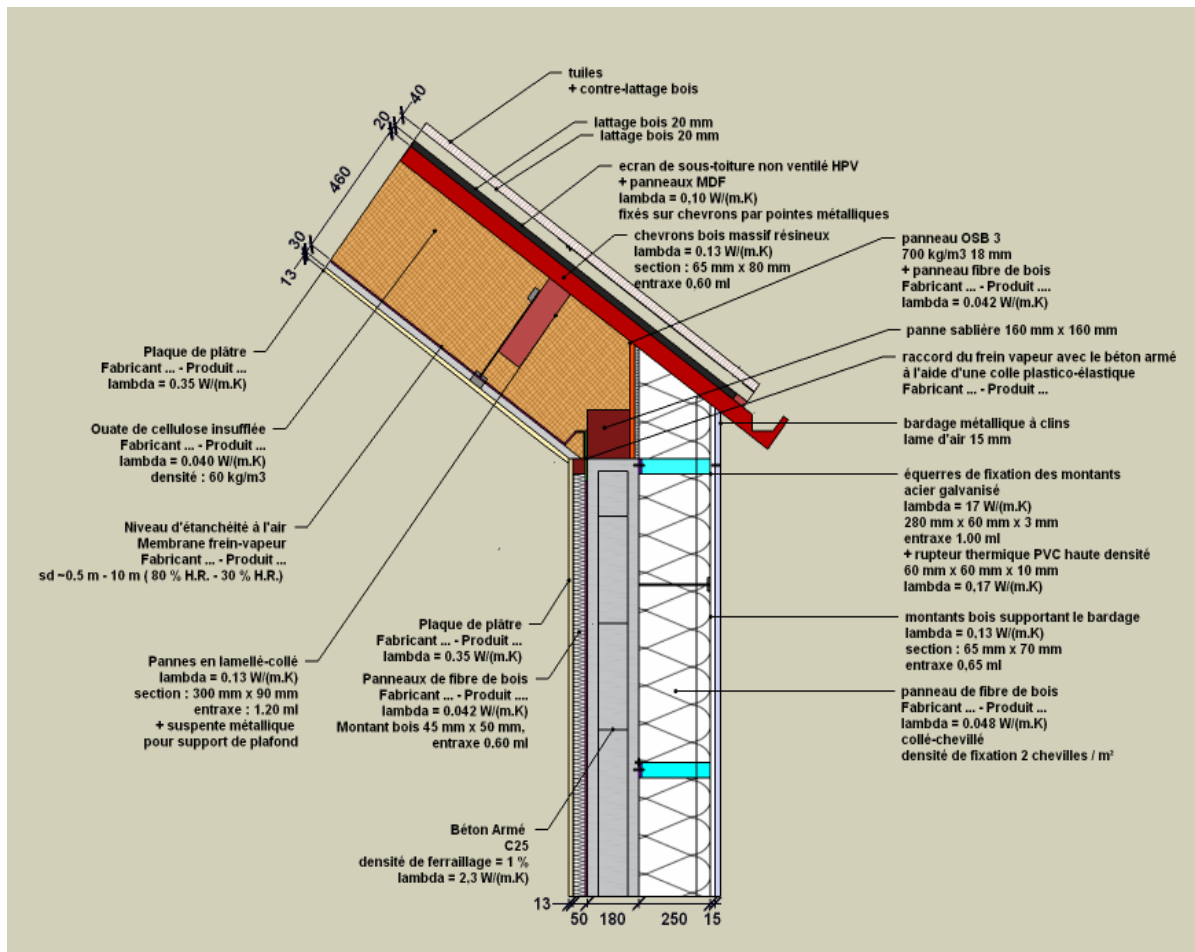 tuiles
+ contre-lattage bois
lattage bois 20 mm
lattage bois 20 mm
ecran de sous-toiture non ventilé HPV
+ panneaux MDF
lambda = 0,10 W/(m.K)
fixés sur chevrons par pointes métalliques
chevrons bois massif résineux
lambda = 0.13 W/(m.K)
section : 65 mm x 80 mm
entraxe 0,60 ml
panneau OSB 3
700 kg/m3 18 mm
+ panneau fibre de bois
Fabricant ... - Produit ....
lambda = 0.042 W/(m.K)
panne sablière 160 mm x 160 mm
raccord du frein vapeur avec le béton armé
à l'aide d'une colle plastico-élastique
Fabricant ... - Produit ...
bardage métallique à clins
lame d'air 15 mm
équerres de fixation des montants
acier galvanisé
lambda = 17 W/(m.K)
280 mm x 60 mm x 3 mm
entraxe 1.00 ml
+ rupteur thermique PVC haute densité
60 mm x 60 mm x 10 mm
lambda = 0,17 W/(m.K)
montants bois supportant le bardage
lambda = 0,13 W/(m.K)
section : 65 mm x 70 mm
entraxe 0,65 ml
panneau de fibre de bois
Fabricant ... - Produit ...
lambda = 0.048 W/(m.K)
collé-chevillé
densité de fixation 2 chevilles / m²
40
20
460
30
13
Plaque de plâtre
Fabricant ... - Produit ...
lambda = 0.35 W/(m.K)
Ouate de cellulose insufflée
Fabricant ... - Produit ...
lambda = 0.040 W/(m.K)
densité : 60 kg/m3
Niveau d'étanchéité à l'air
Membrane frein-vapeur
Fabricant ... - Produit ...
sd ~0.5 m - 10 m ( 80 % H.R. - 30 % H.R.)
Pannes en lamellé-collé
lambda = 0.13 W/(m.K)
section : 300 mm x 90 mm
entraxe : 1.20 ml
+ suspente métallique
pour support de plafond
Plaque de plâtre
Fabricant ... - Produit ...
lambda = 0.35 W/(m.K)
Panneaux de fibre de bois
Fabricant ... - Produit ....
lambda = 0.042 W/(m.K)
Montant bois 45 mm x 50 mm,
entraxe 0.60 ml
Béton Armé
C25
densité de ferraillage = 1 %
lambda = 2,3 W/(m.K)
13 50 180 250 15